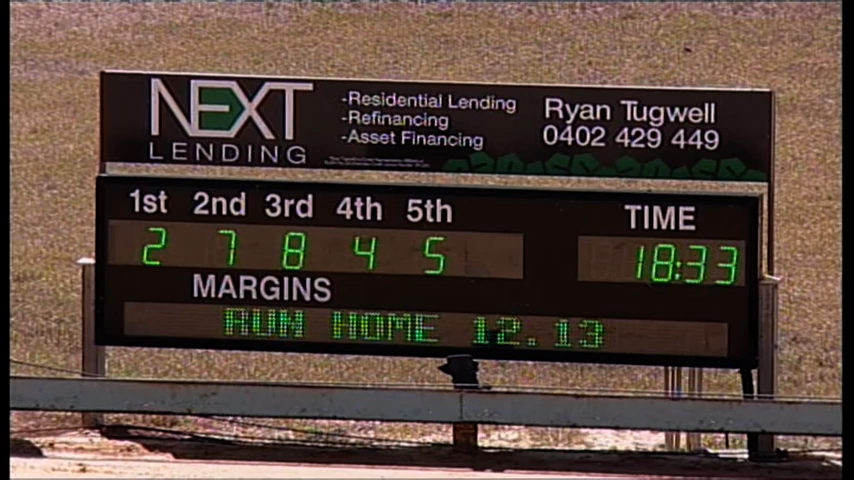 NEXT
LENDING
-Residential Lending
-Refinancing
-Asset Financing
Ryan Tugwell
0402 429 449
1st 2nd 3rd 4th 5th TIME
2 7 8 4 5 18:33
MARGINS
RUN HOME 12.13